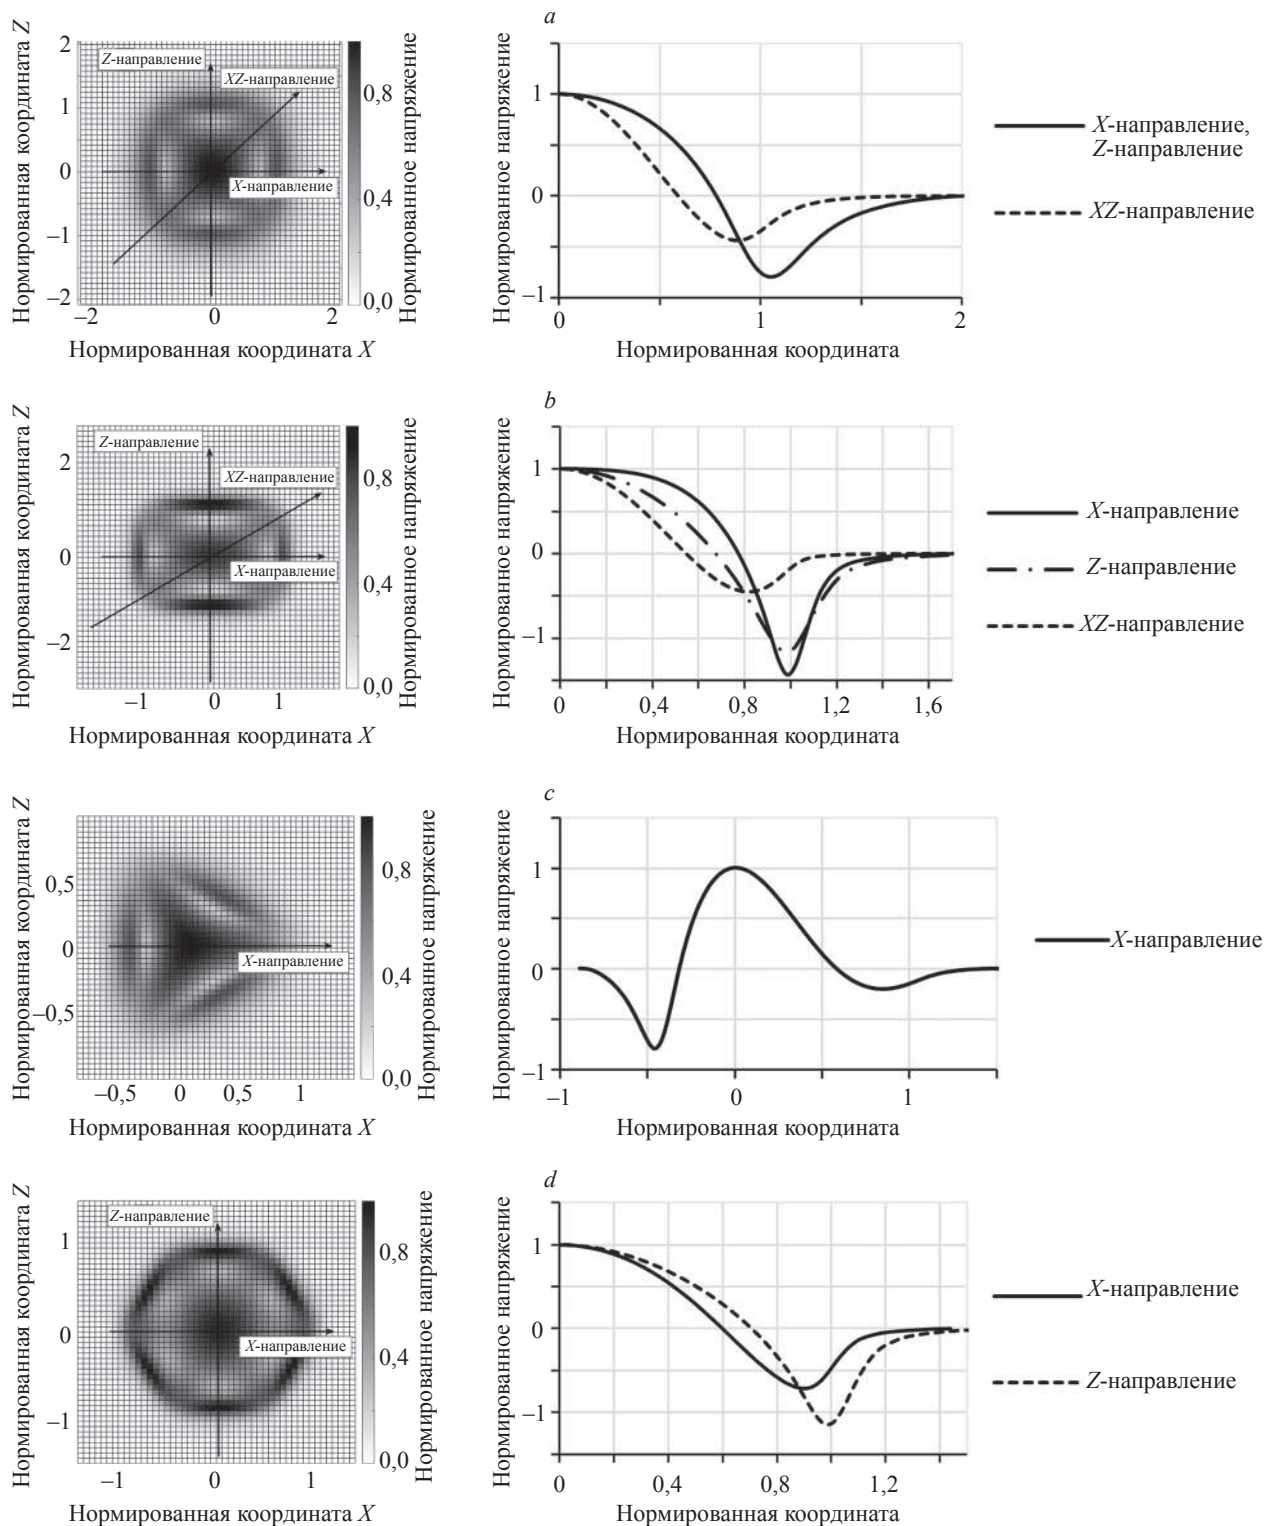 a
Нормированная координата Z
2
1
0
–1
–2
Z-направление
XZ-направление
X-направление
–2
0
2
Нормированная координата X
0,8
0,4
0,0
Нормированное напряжение
Нормированное напряжение
1
0
–1
0
1
2
Нормированная координата
X-направление,
Z-направление
XZ-направление
b
Нормированная координата Z
2
0
–2
Z-направление
XZ-направление
X-направление
–1
0
1
Нормированная координата X
0,8
0,4
0,0
Нормированное напряжение
Нормированное напряжение
1
0
–1
0
0,4
0,8
1,2
1,6
Нормированная координата
X-направление
Z-направление
XZ-направление
c
Нормированная координата Z
0,5
0
–0,5
X-направление
–0,5
0
0,5
1
Нормированная координата X
0,8
0,4
0,0
Нормированное напряжение
Нормированное напряжение
1
0
–1
–1
0
1
Нормированная координата
X-направление
d
Нормированная координата Z
1
0
–1
Z-направление
X-направление
–1
0
1
Нормированная координата X
0,8
0,4
0,0
Нормированное напряжение
Нормированное напряжение
1
0
–1
0
0,4
0,8
1,2
Нормированная координата
X-направление
Z-направление